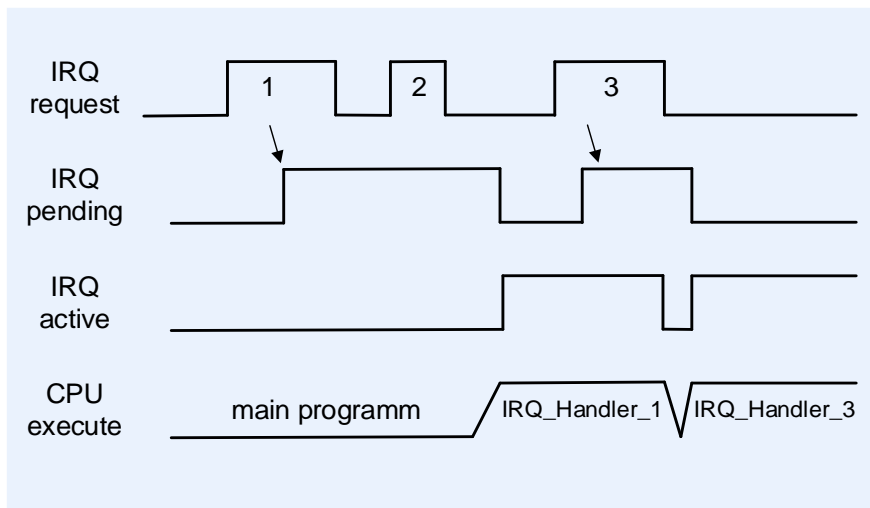 IRQ
request
1
2
3
IRQ
pending
IRQ
active
CPU
execute
main programm
IRQ_Handler_1
IRQ_Handler_3